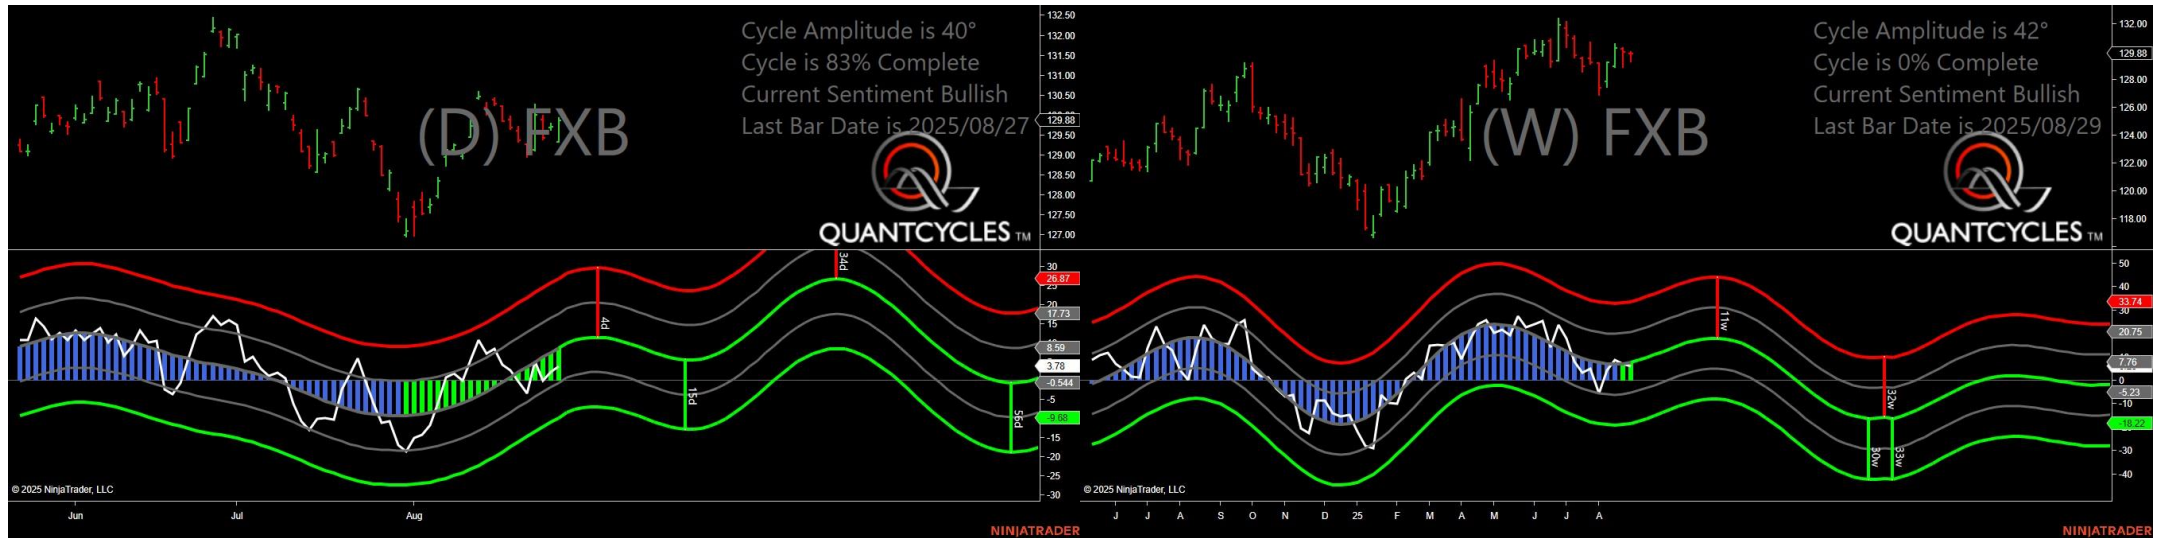 Cycle Amplitude is 40°
Cycle is 83% Complete
Current Sentiment Bullish
Last Bar Date is 2025/08/27
(D) FXB
QUANTCYCLES TM
132.50
132.00
131.50
131.00
130.50
129.88
129.50
129.00
128.50
128.00
127.50
127.00
34d
4d
15d
56d
30
26.87
25
20
17.73
15
8.59
3.78
-0.544
-5
-9.68
-15
-20
-25
-30
© 2025 NinjaTrader, LLC
Jun
Jul
Aug
NINJATRADER
Cycle Amplitude is 42°
Cycle is 0% Complete
Current Sentiment Bullish
Last Bar Date is 2025/08/29
(W) FXB
QUANTCYCLES TM
132.00
129.88
128.00
126.00
124.00
122.00
120.00
118.00
11w
32w
30w
33w
50
40
33.74
20.75
7.76
0
-5.23
-10
-18.22
-30
-40
© 2025 NinjaTrader, LLC
J
J
A
S
O
N
D
25
F
M
A
M
J
J
A
NINJATRADER